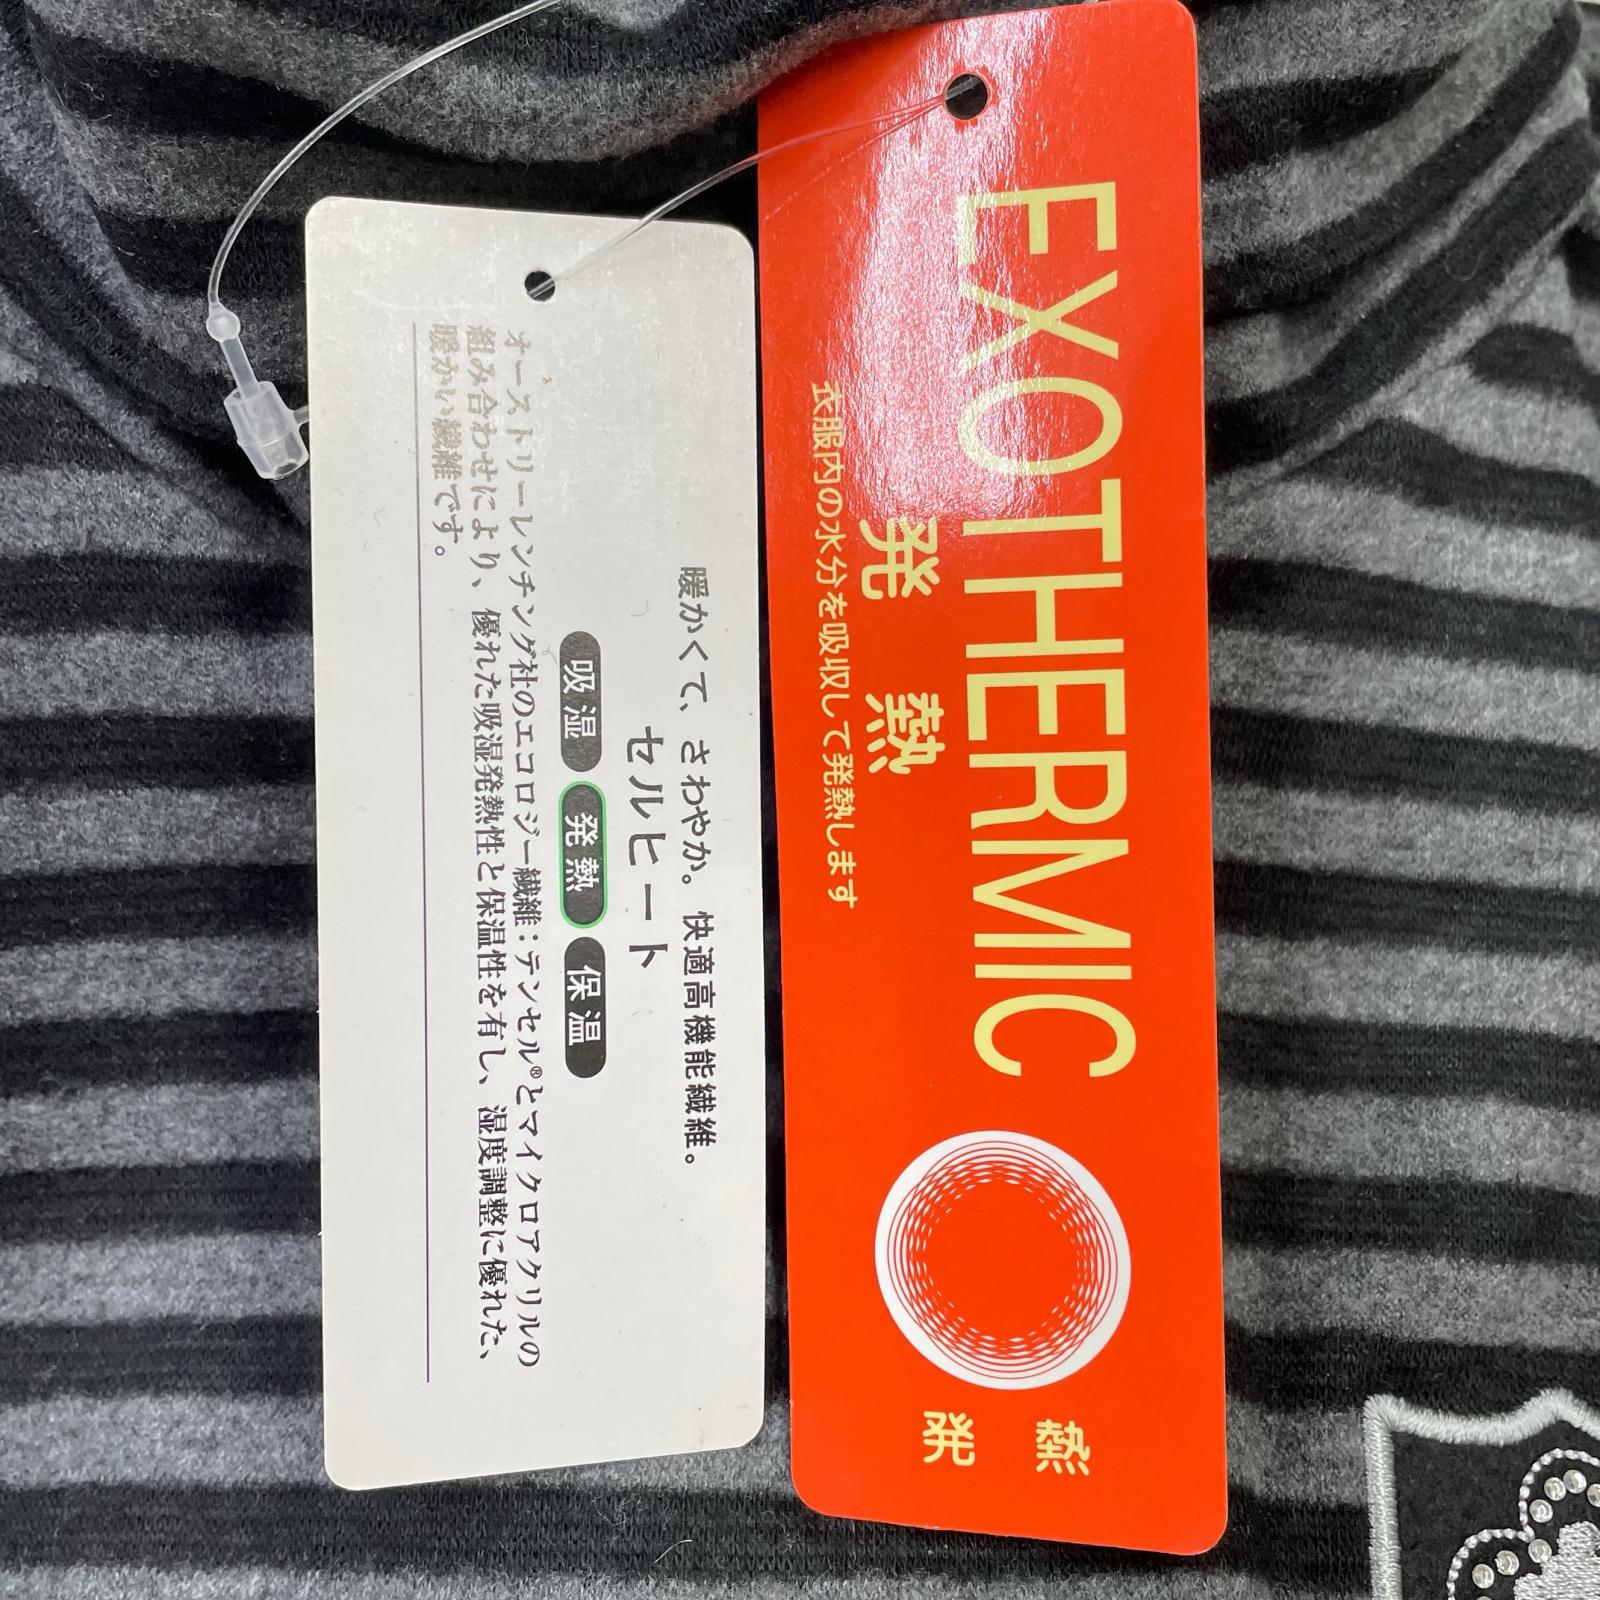 暖かくて、さわやか。快適高機能繊維。
セルヒート
吸湿 発熱 保温
オーストリーレンチング社のエコロジー繊維：テンセル®とマイクロアクリルの
組み合わせにより、優れた吸湿発熱性と保温性を有し、湿度調整に優れた、
暖かい繊維です。
EXOTHERMIC
発熱
衣服内の水分を吸収して発熱します
発熱